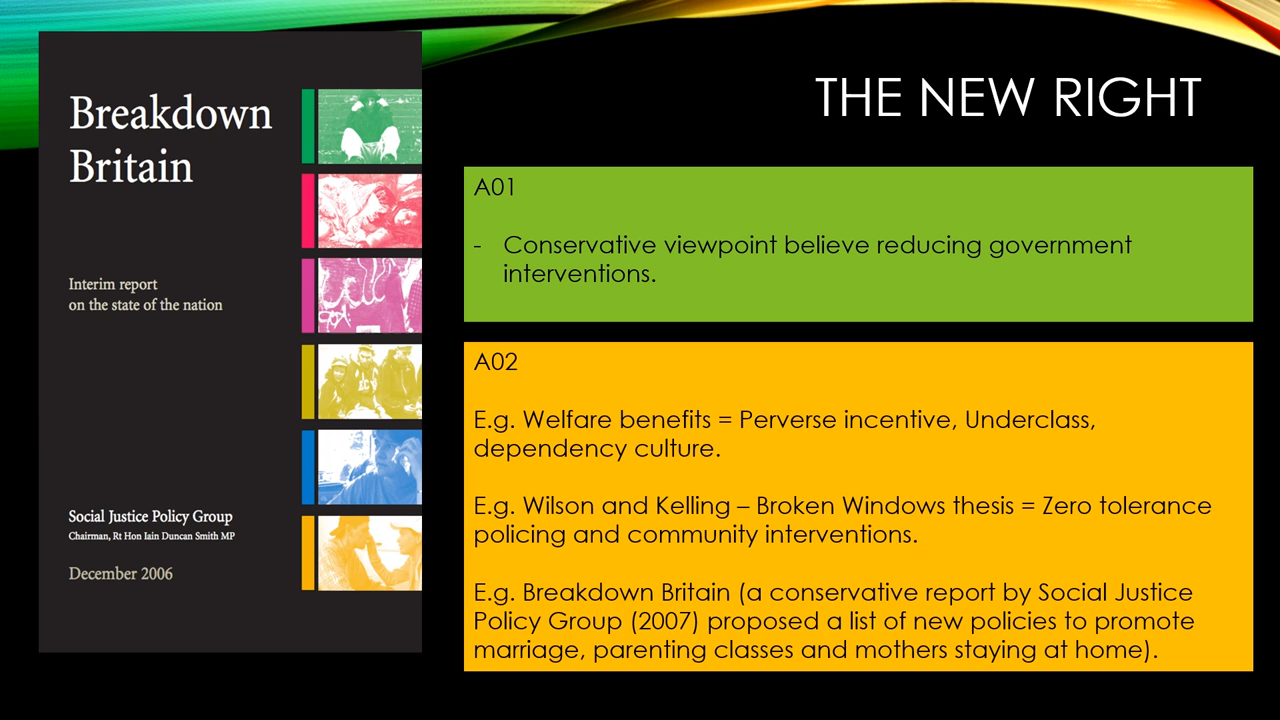 Breakdown
Britain
Interim report
on the state of the nation
Social Justice Policy Group
Chairman, Rt Hon Iain Duncan Smith MP
December 2006
THE NEW RIGHT
A01
- Conservative viewpoint believe reducing government
interventions.
A02
E.g. Welfare benefits = Perverse incentive, Underclass,
dependency culture.
E.g. Wilson and Kelling – Broken Windows thesis = Zero tolerance
policing and community interventions.
E.g. Breakdown Britain (a conservative report by Social Justice
Policy Group (2007) proposed a list of new policies to promote
marriage, parenting classes and mothers staying at home).